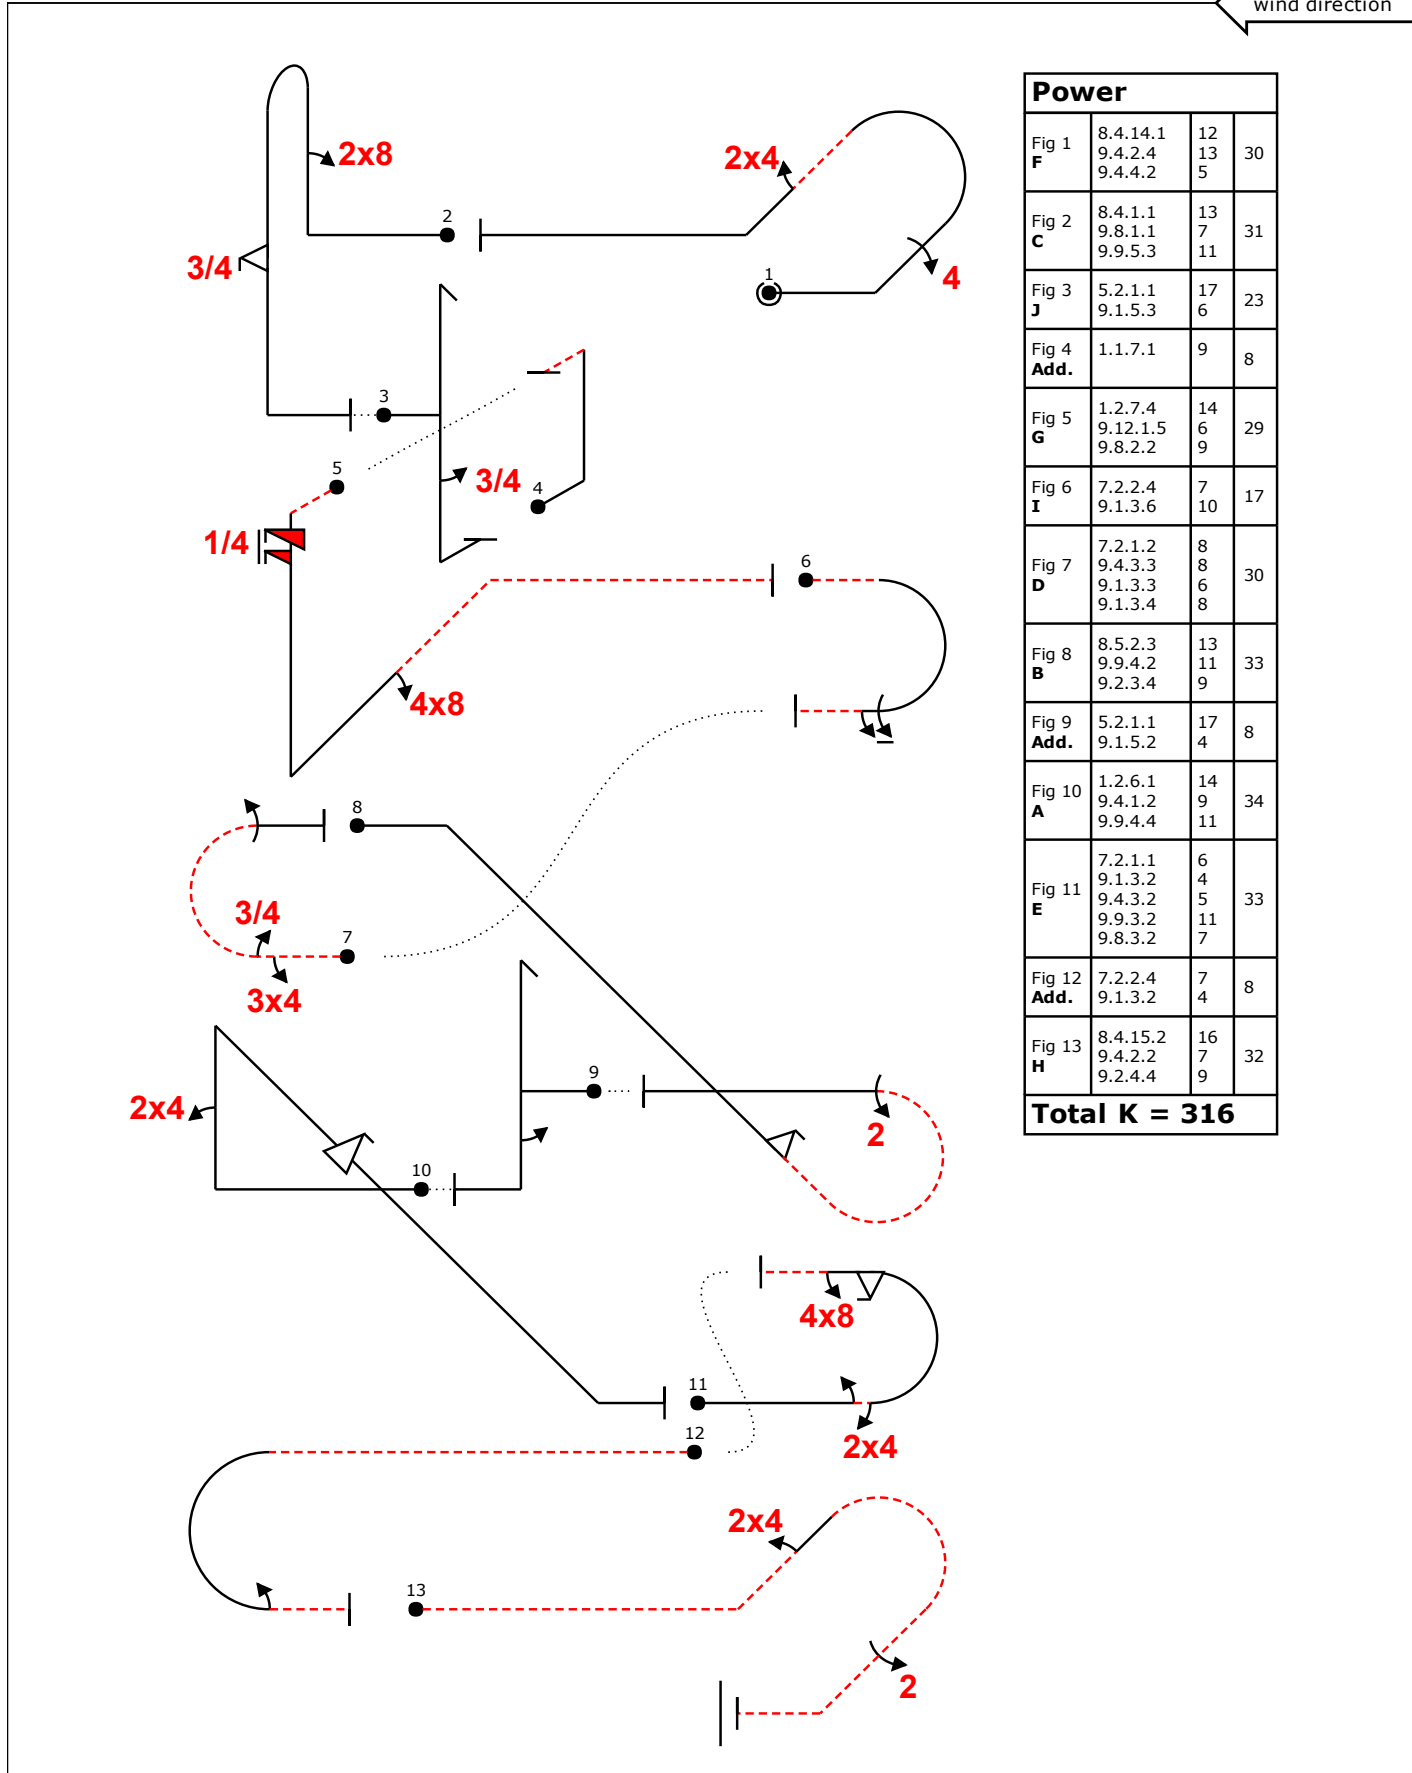 wind direction
2x8
2x4
2
3/4
1
4
3
3/4
4
5
1/4
6
4x8
8
3/4
7
3x4
9
2x4
2
10
11
4x8
2x4
12
2x4
13
2
Power
Fig 1 F 8.4.14.1 12 30
9.4.2.4 13
9.4.4.2 5
Fig 2 C 8.4.1.1 13 31
9.8.1.1 7
9.9.5.3 11
Fig 3 J 5.2.1.1 17 23
9.1.5.3 6
Fig 4 Add. 1.1.7.1 9 8
Fig 5 G 1.2.7.4 14 29
9.12.1.5 6
9.8.2.2 9
Fig 6 I 7.2.2.4 7 17
9.1.3.6 10
Fig 7 D 7.2.1.2 8 30
9.4.3.3 8
9.1.3.3 6
9.1.3.4 8
Fig 8 B 8.5.2.3 13 33
9.9.4.2 11
9.2.3.4 9
Fig 9 Add. 5.2.1.1 17 8
9.1.5.2 4
Fig 10 A 1.2.6.1 14 34
9.4.1.2 9
9.9.4.4 11
Fig 11 E 7.2.1.1 6 33
9.1.3.2 4
9.4.3.2 5
9.9.3.2 11
9.8.3.2 7
Fig 12 Add. 7.2.2.4 7 8
9.1.3.2 4
Fig 13 H 8.4.15.2 16 32
9.4.2.2 7
9.2.4.4 9
Total K = 316